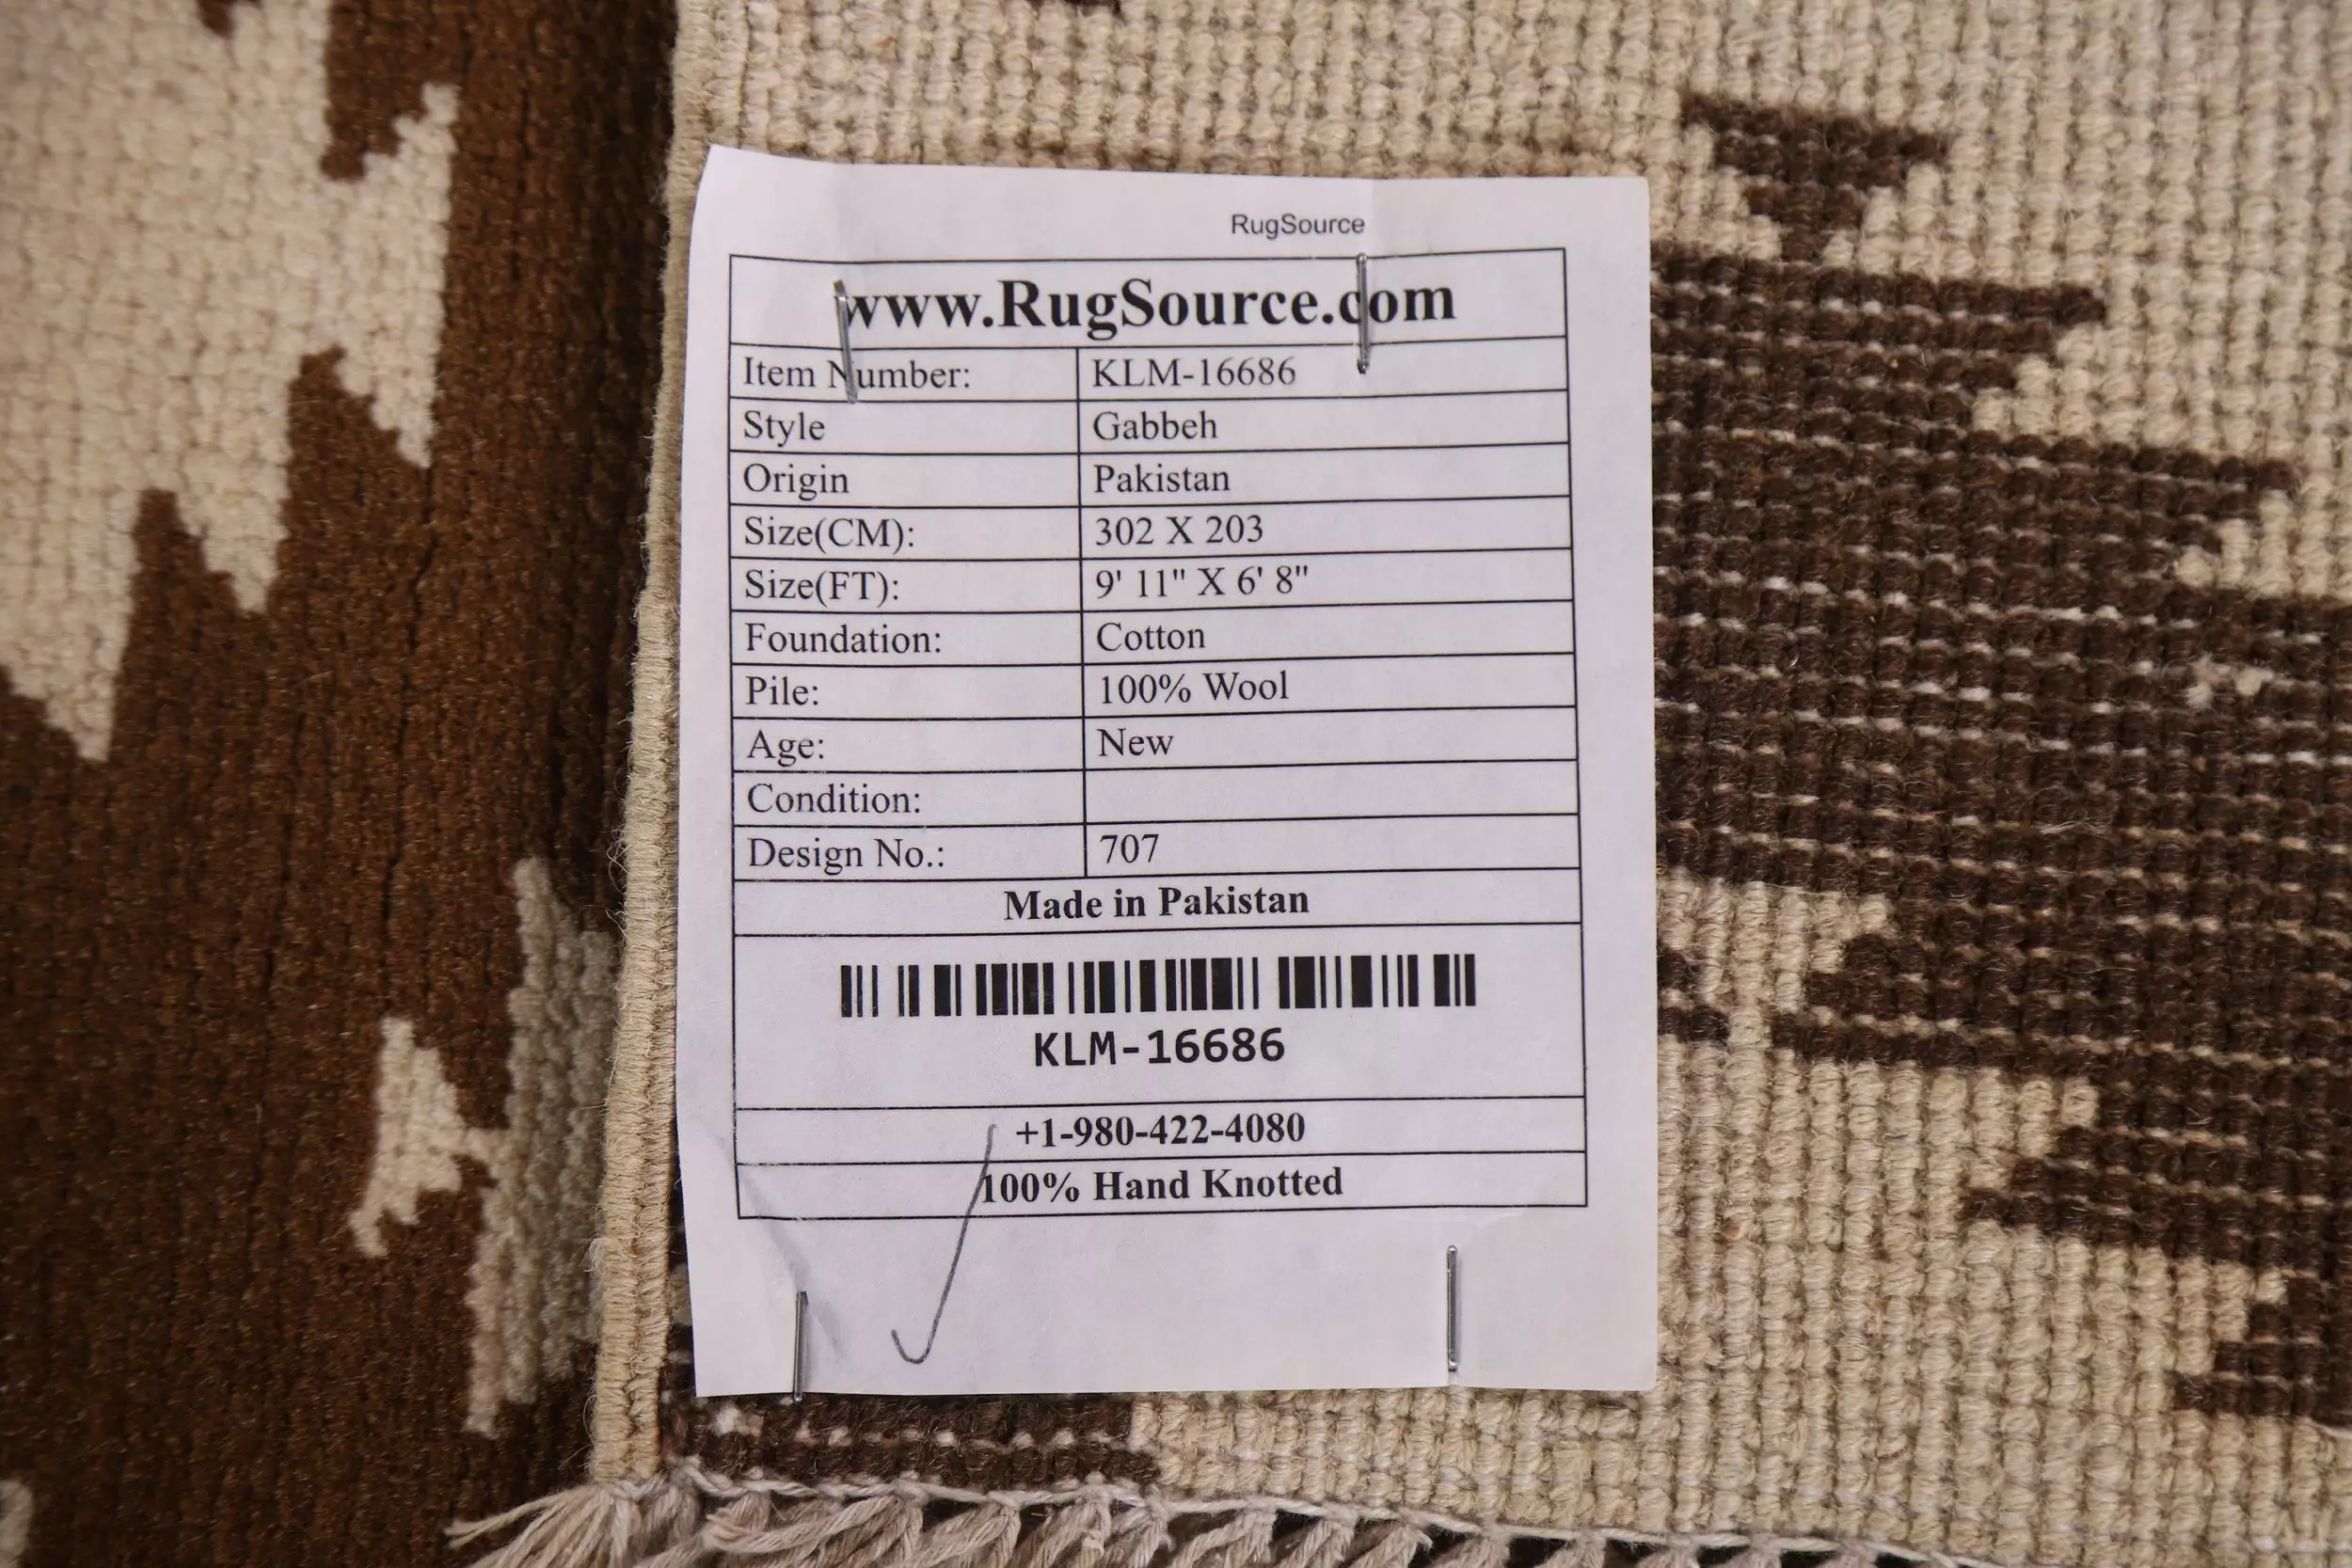 RugSource
www.RugSource.com
Item Number: KLM-16686
Style Gabbeh
Origin Pakistan
Size(CM): 302 X 203
Size(FT): 9' 11" X 6' 8"
Foundation: Cotton
Pile: 100% Wool
Age: New
Condition:
Design No.: 707
Made in Pakistan
KLM-16686
+1-980-422-4080
100% Hand Knotted